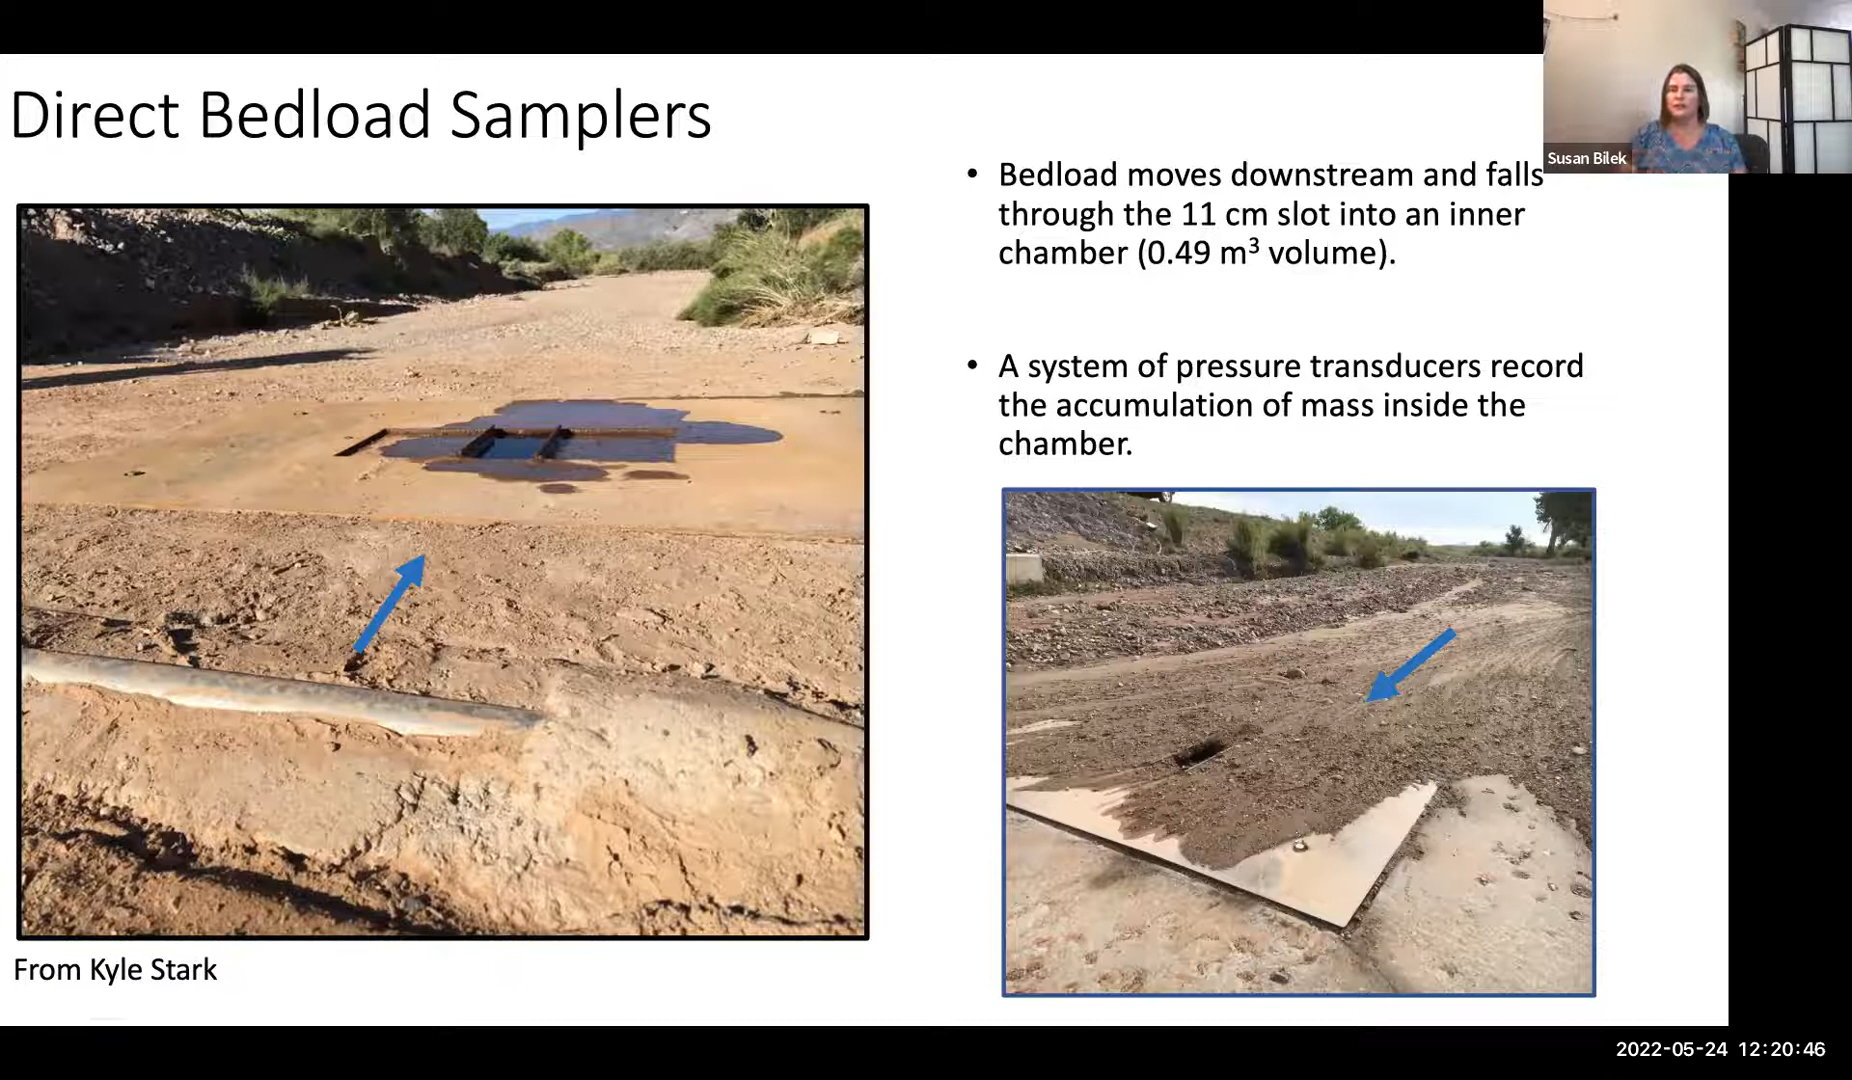 Direct Bedload Samplers
Susan Bilek
• Bedload moves downstream and falls
through the 11 cm slot into an inner
chamber (0.49 m³ volume).
• A system of pressure transducers record
the accumulation of mass inside the
chamber.
From Kyle Stark
2022-05-24 12:20:46